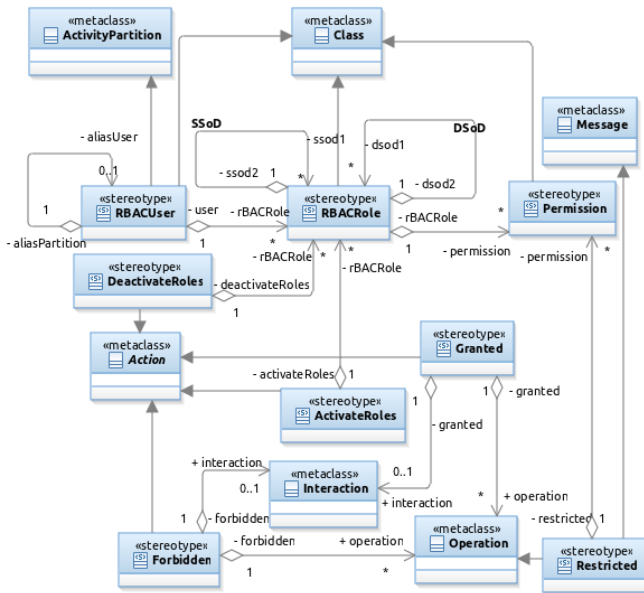 «metaclass»
ActivityPartition
«metaclass»
Class
«metaclass»
Message
- aliasUser
0..1
1
- aliasPartition
SSoD
- ssod1
*
- ssod2
1
DSoD
- dsod1
*
1
- dsod2
«stereotype»
RBACUser
- user
1
- rBACRole
*
«stereotype»
RBACRole
- rBACRole
1
*
- permission
«stereotype»
Permission
- permission
*
«stereotype»
DeactivateRoles
- rBACRole
*
- deactivateRoles
1
*
- rBACRole
«metaclass»
Action
- activateRoles
1
«stereotype»
ActivateRoles
«stereotype»
Granted
1
- granted
1
- granted
+ interaction
0..1
«metaclass»
Interaction
0..1
+ interaction
*
+ operation
1
- forbidden
«stereotype»
Forbidden
- forbidden
1
+ operation
*
«metaclass»
Operation
- restricted
1
«stereotype»
Restricted